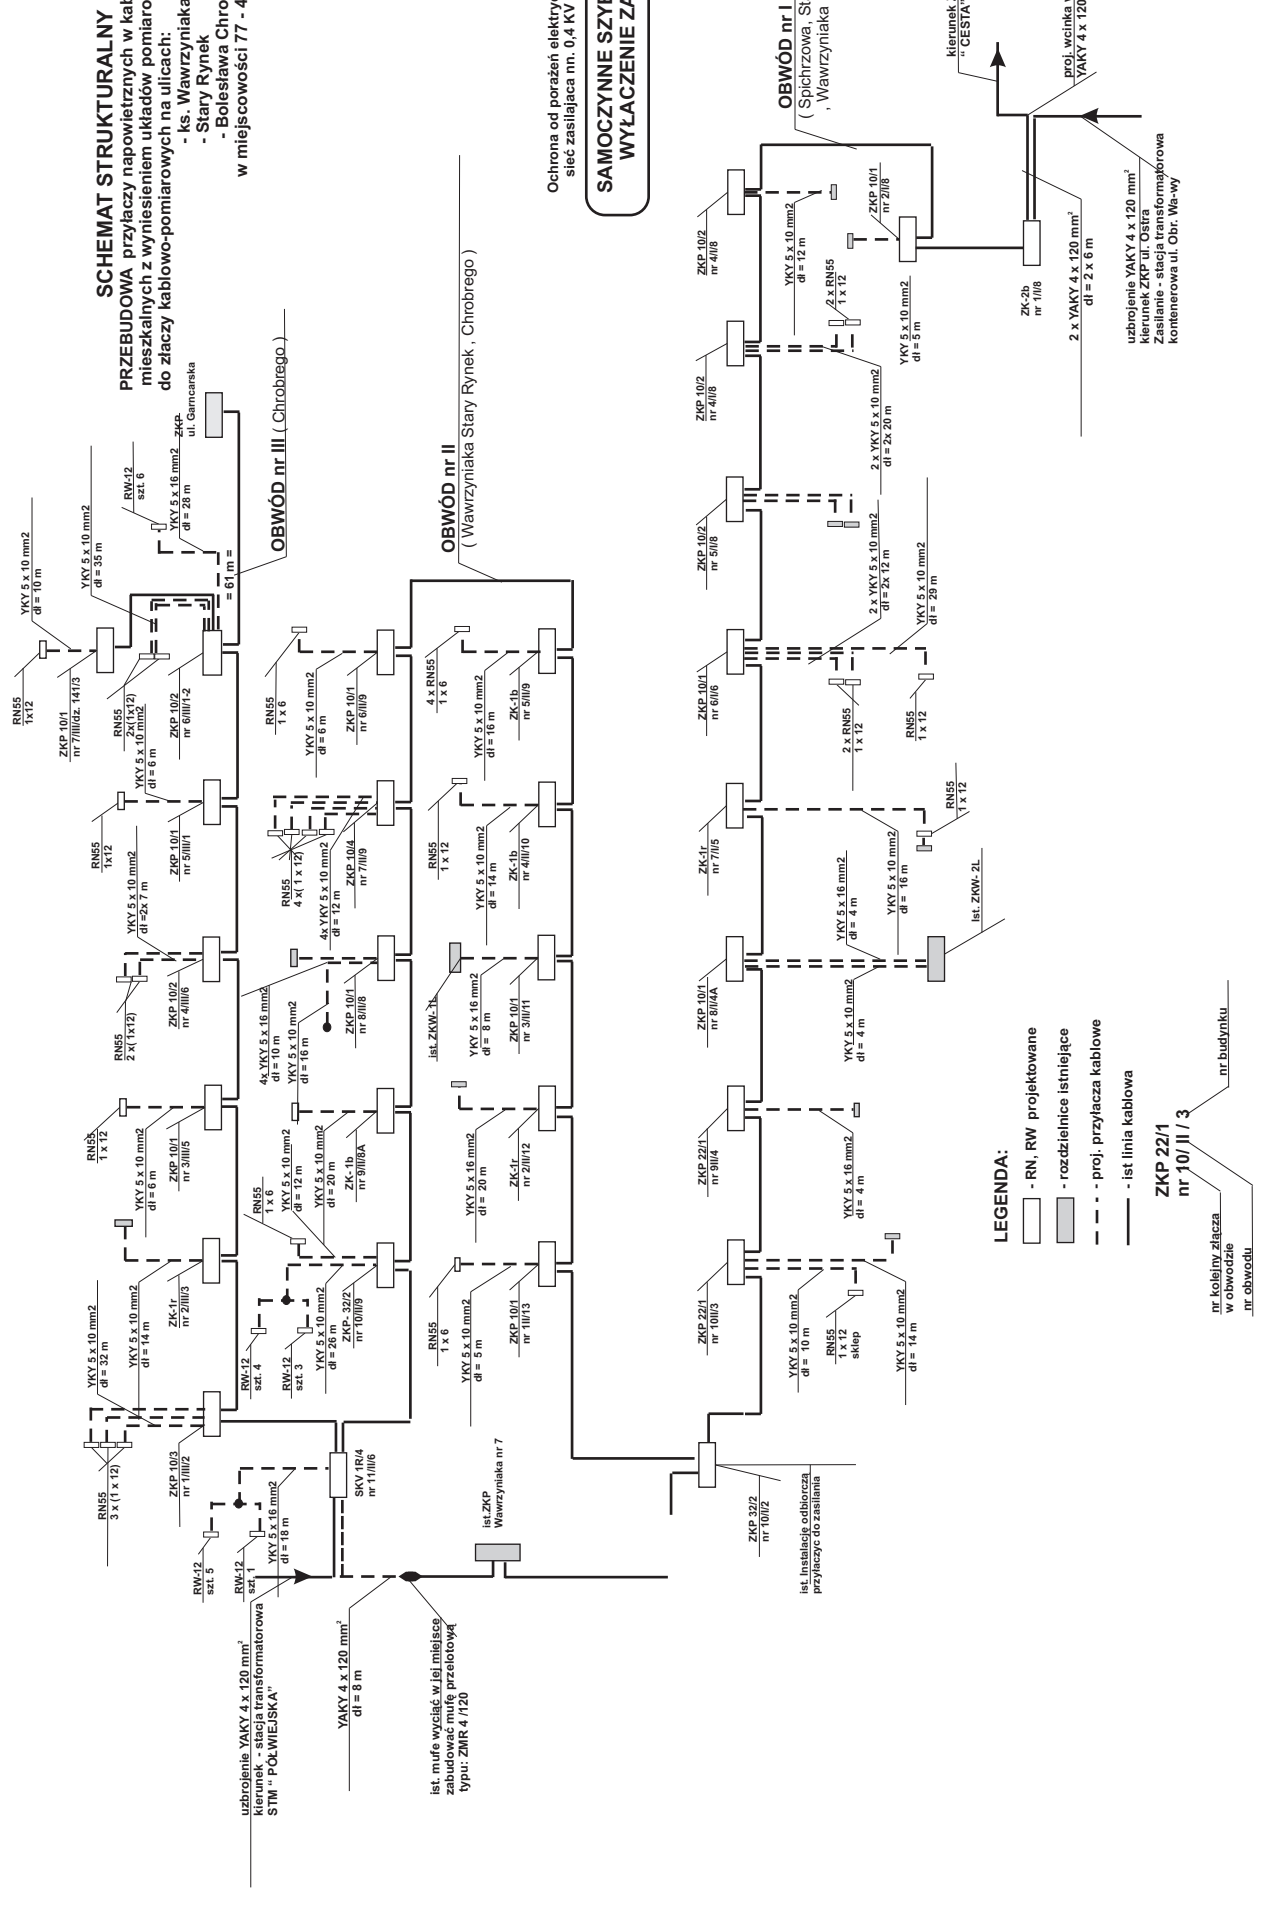 SCHEMAT STRUKTURALNY
PRZEBUDOWA przyłaczy napowietrznych w kab
mieszkalnych z wyniesieniem układów pomiaro
do złaczy kablowo-pomiarowych na ulicach:
- ks. Wawrzyniaka
- Stary Rynek
- Bolesława Chro
w miejscowości 77 - 4
Ochrona od porażeń elektryc
sieć zasilajaca nn. 0,4 KV
SAMOCZYNNE SZYB
WYŁACZENIE ZA
RN55
1x12
YKY 5 x 10 mm2
dł = 10 m
ZKP 10/1
nr 7/III/dz. 141/3
YKY 5 x 10 mm2
dł = 35 m
RW-12
szt. 6
YKY 5 x 16 mm2
dł = 28 m
ZKP
ul. Garncarska
= 61 m =
OBWÓD nr III ( Chrobrego )
RN55
2x(1x12)
ZKP 10/2
nr 6/III/1-2
YKY 5 x 10 mm2
dł = 6 m
RN55
1x12
ZKP 10/1
nr 5/III/1
YKY 5 x 10 mm2
dł =2x 7 m
RN55
2 x( 1x12)
ZKP 10/2
nr 4/III/6
RN55
1 x 12
YKY 5 x 10 mm2
dł = 6 m
ZKP 10/1
nr 3/III/5
YKY 5 x 10 mm2
dł = 14 m
ZK-1r
nr 2/III/3
YKY 5 x 10 mm2
dł = 32 m
RN55
3 x (1 x 12)
ZKP 10/3
nr 1/III/2
OBWÓD nr II
( Wawrzyniaka Stary Rynek , Chrobrego )
RN55
1 x 6
YKY 5 x 10 mm2
dł = 6 m
ZKP 10/1
nr 6/II/9
RN55
4 x( 1 x 12)
4x YKY 5 x 10 mm2
dł = 12 m
ZKP 10/4
nr 7/II/9
4x YKY 5 x 16 mm2
dł = 10 m
YKY 5 x 10 mm2
dł = 16 m
ZKP 10/1
nr 8/II/8
YKY 5 x 10 mm2
dł = 12 m
YKY 5 x 10 mm2
dł = 20 m
ZK- 1b
nr 9/II/8A
RN55
1 x 6
RW-12
szt. 4
RW-12
szt. 3
YKY 5 x 10 mm2
dł = 26 m
ZKP- 32/2
nr 10/II/9
SKV 1R/4
nr 11/II/6
RW-12
szt. 5
RW-12
szt. 1
YKY 5 x 16 mm2
dł = 18 m
uzbrojenie YAKY 4 x 120 mm²
kierunek - stacja transformatorowa
STM “ PÓŁWIEJSKA”
YAKY 4 x 120 mm²
dł = 8 m
ist. mufe wyciąć w jej miejsce
zabudować mufę przelotową
typu: ZMR 4 /120
ist.ZKP
Wawrzyniaka nr 7
4 x RN55
1 x 6
YKY 5 x 10 mm2
dł = 16 m
ZK-1b
nr 5/II/9
RN55
1 x 12
YKY 5 x 10 mm2
dł = 14 m
ZK-1b
nr 4/II/10
ist. ZKW- 1L
YKY 5 x 16 mm2
dł = 8 m
ZKP 10/1
nr 3/II/11
YKY 5 x 16 mm2
dł = 20 m
ZK-1r
nr 2/II/12
RN55
1 x 6
YKY 5 x 10 mm2
dł = 5 m
ZKP 10/1
nr 1II/13
OBWÓD nr I
( Spichrzowa, St
, Wawrzyniaka
ZKP 10/2
nr 4/I/8
YKY 5 x 10 mm2
dł = 12 m
ZKP 10/1
nr 2/I/8
YKY 5 x 10 mm2
dł = 5 m
ZK-2b
nr 1/I/8
2 x YAKY 4 x 120 mm²
dł = 2 x 6 m
kierunek
“ CESTA”
proj. wcinka
YAKY 4 x 120
uzbrojenie YAKY 4 x 120 mm²
kierunek ZKP ul. Ostra
Zasilanie - stacja transformatorowa
kontenerowa ul. Obr. Wa-wy
ZKP 10/2
nr 4/I/8
2 x RN55
1 x 12
2 x YKY 5 x 10 mm2
dł = 2x 20 m
ZKP 10/2
nr 5/I/8
2 x YKY 5 x 10 mm2
dł = 2x 12 m
YKY 5 x 10 mm2
dł = 29 m
ZKP 10/1
nr 6/I/6
2 x RN55
1 x 12
RN55
1 x 12
ZK-1r
nr 7/I/5
RN55
1 x 12
YKY 5 x 10 mm2
dł = 16 m
ZKP 10/1
nr 8/I/4A
YKY 5 x 16 mm2
dł = 4 m
YKY 5 x 10 mm2
dł = 4 m
Ist. ZKW- 2L
ZKP 22/1
nr 9II/4
YKY 5 x 16 mm2
dł = 4 m
ZKP 22/1
nr 10II/3
YKY 5 x 10 mm2
dł = 10 m
RN55
1 x 12
sklep
YKY 5 x 10 mm2
dł = 14 m
ZKP 32/2
nr 10/I/2
ist. Instalację odbiorczą
przyłaczyc do zasilania
LEGENDA:
- RN, RW projektowane
- rozdzielnice istniejące
- proj. przyłacza kablowe
- ist linia kablowa
ZKP 22/1
nr 10/ II / 3
nr budynku
nr kolejny złącza
w obwodzie
nr obwodu